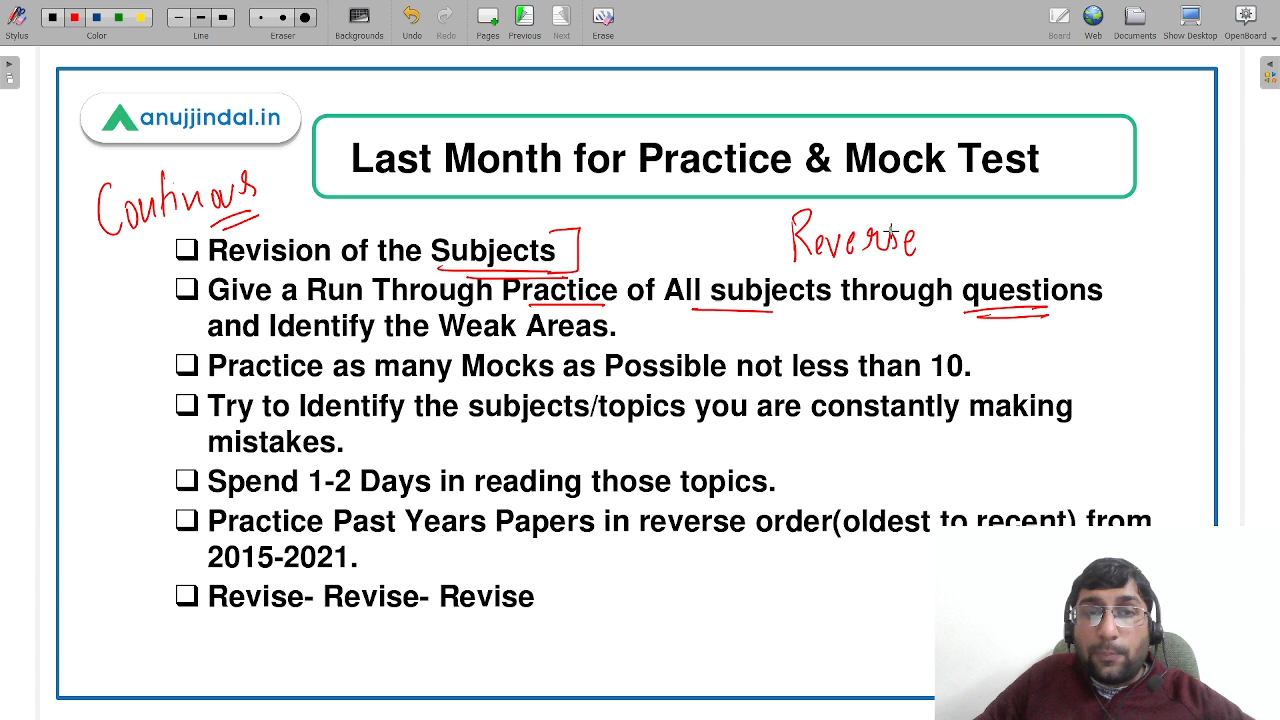 Stylus
Color
Line
Eraser
Backgrounds
Undo
Redo
Pages
Previous
Next
Erase
Board
Web
Documents
Show Desktop
OpenBoard
anujjindal.in
Last Month for Practice & Mock Test
Continous
Reverse
Revision of the Subjects
Give a Run Through Practice of All subjects through questions
and Identify the Weak Areas.
Practice as many Mocks as Possible not less than 10.
Try to Identify the subjects/topics you are constantly making
mistakes.
Spend 1-2 Days in reading those topics.
Practice Past Years Papers in reverse order(oldest to recent) from
2015-2021.
Revise- Revise- Revise